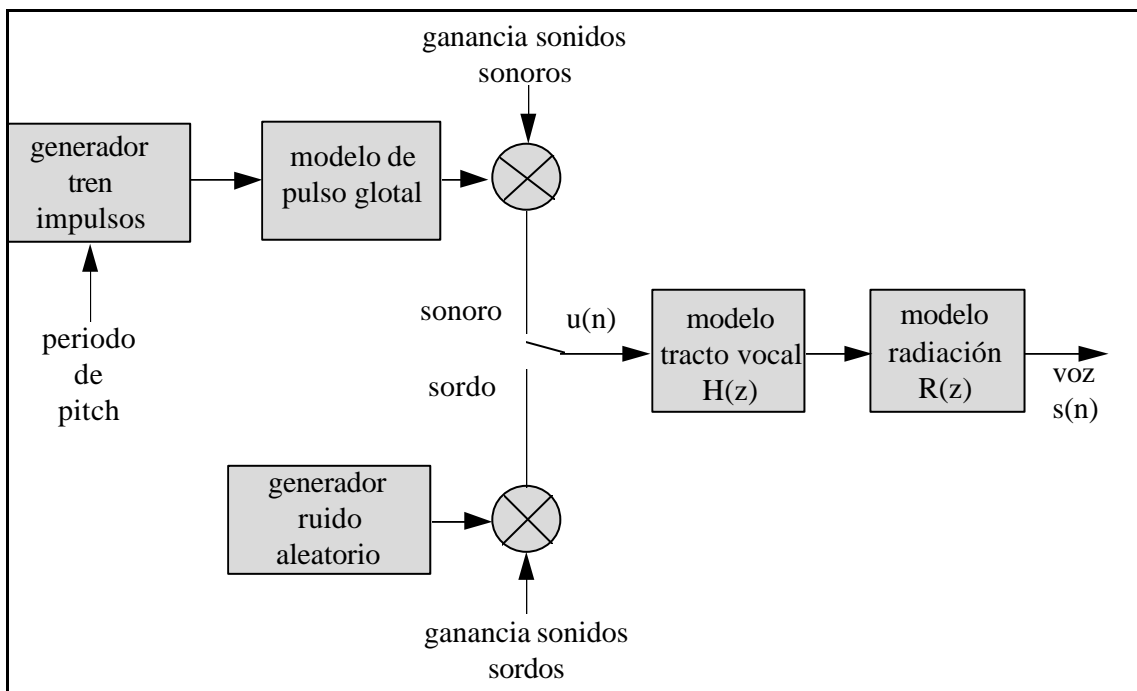 ganancia sonidos
sonoros
generador
tren
impulsos
modelo de
pulso glotal
periodo
de
pitch
sonoro
sordo
u(n)
modelo
tracto vocal
H(z)
modelo
radiación
R(z)
voz
s(n)
generador
ruido
aleatorio
ganancia sonidos
sordos